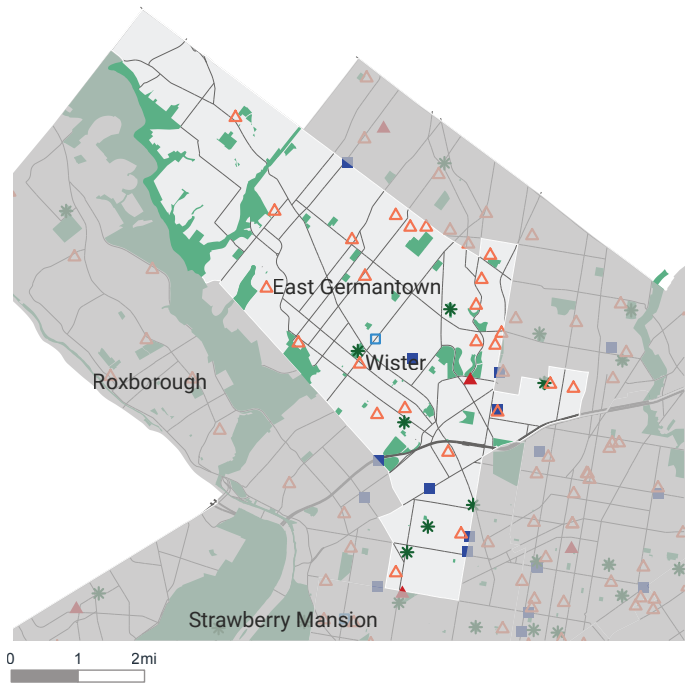 East Germantown
Wister
Roxborough
Strawberry Mansion
0 1 2mi